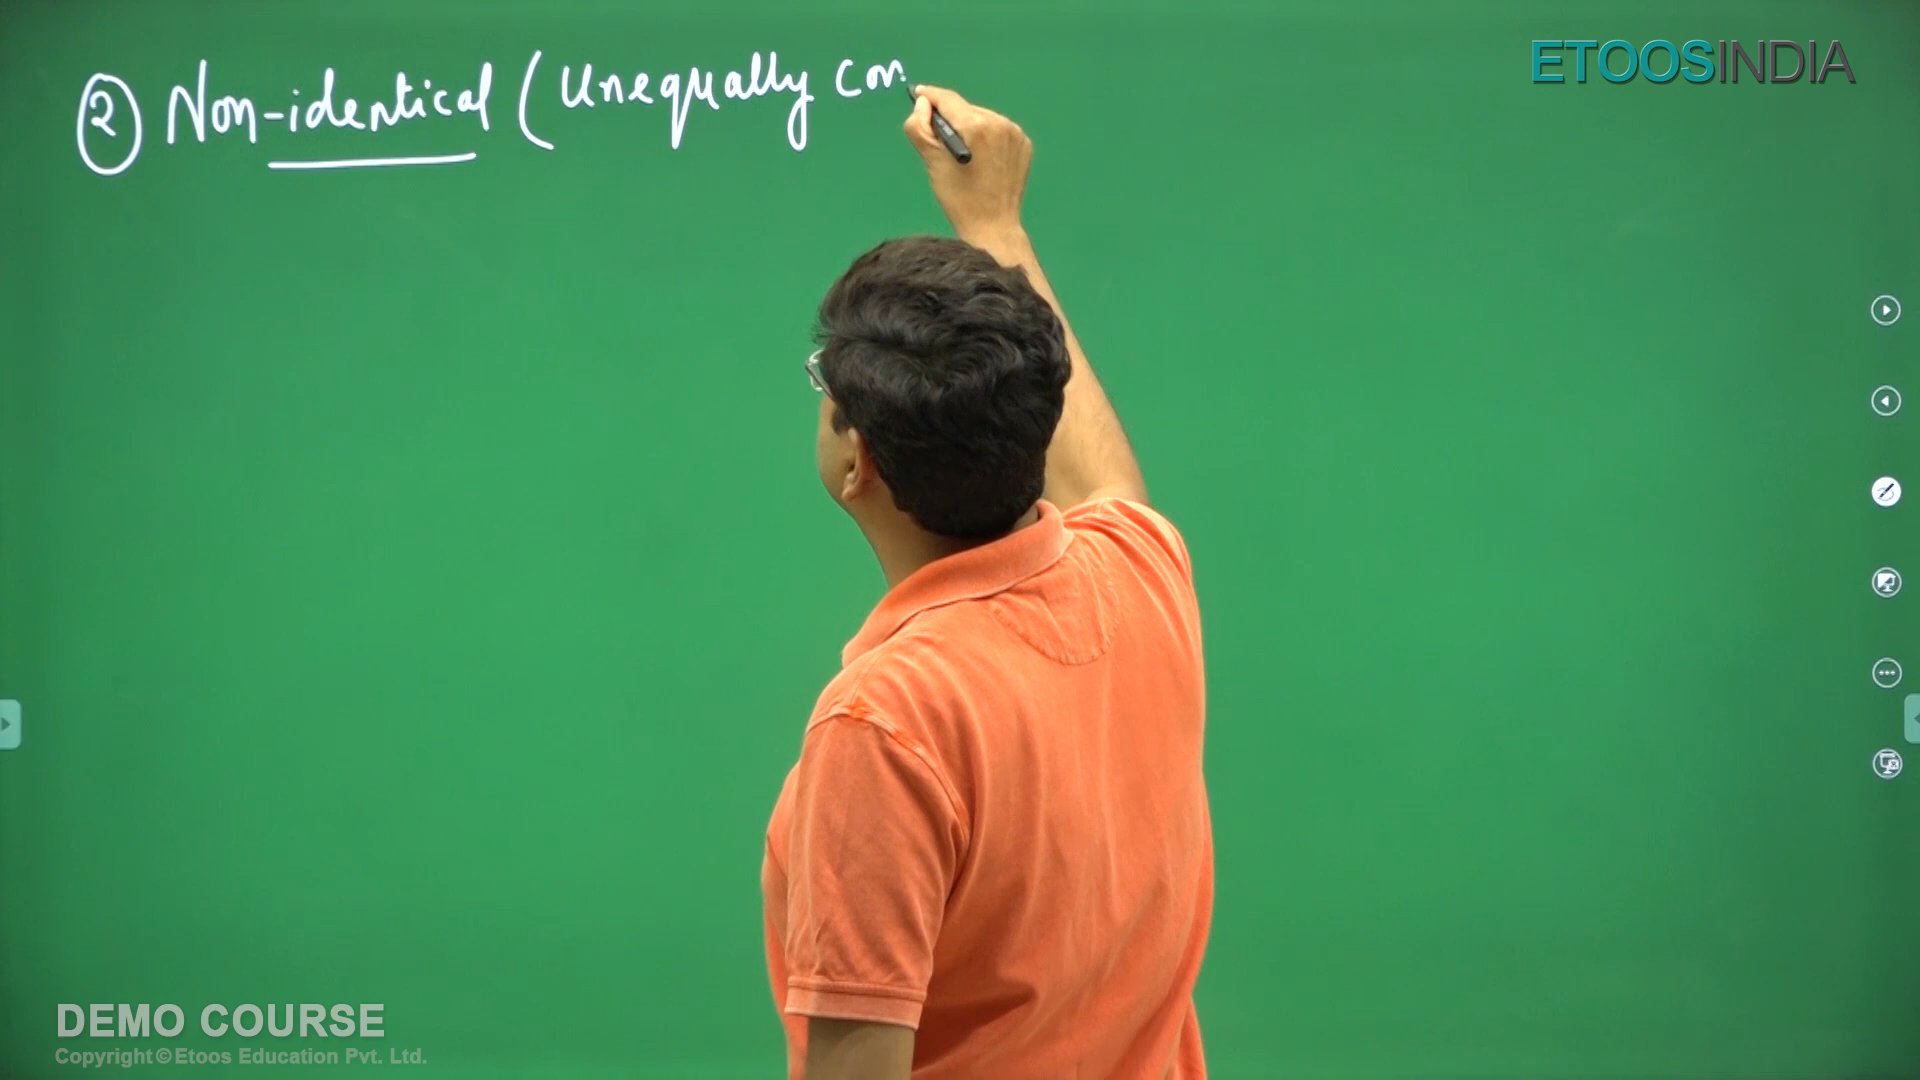 ② Non-identical (Unequally con
ETOOSINDIA
DEMO COURSE
Copyright©Etoos Education Pvt. Ltd.